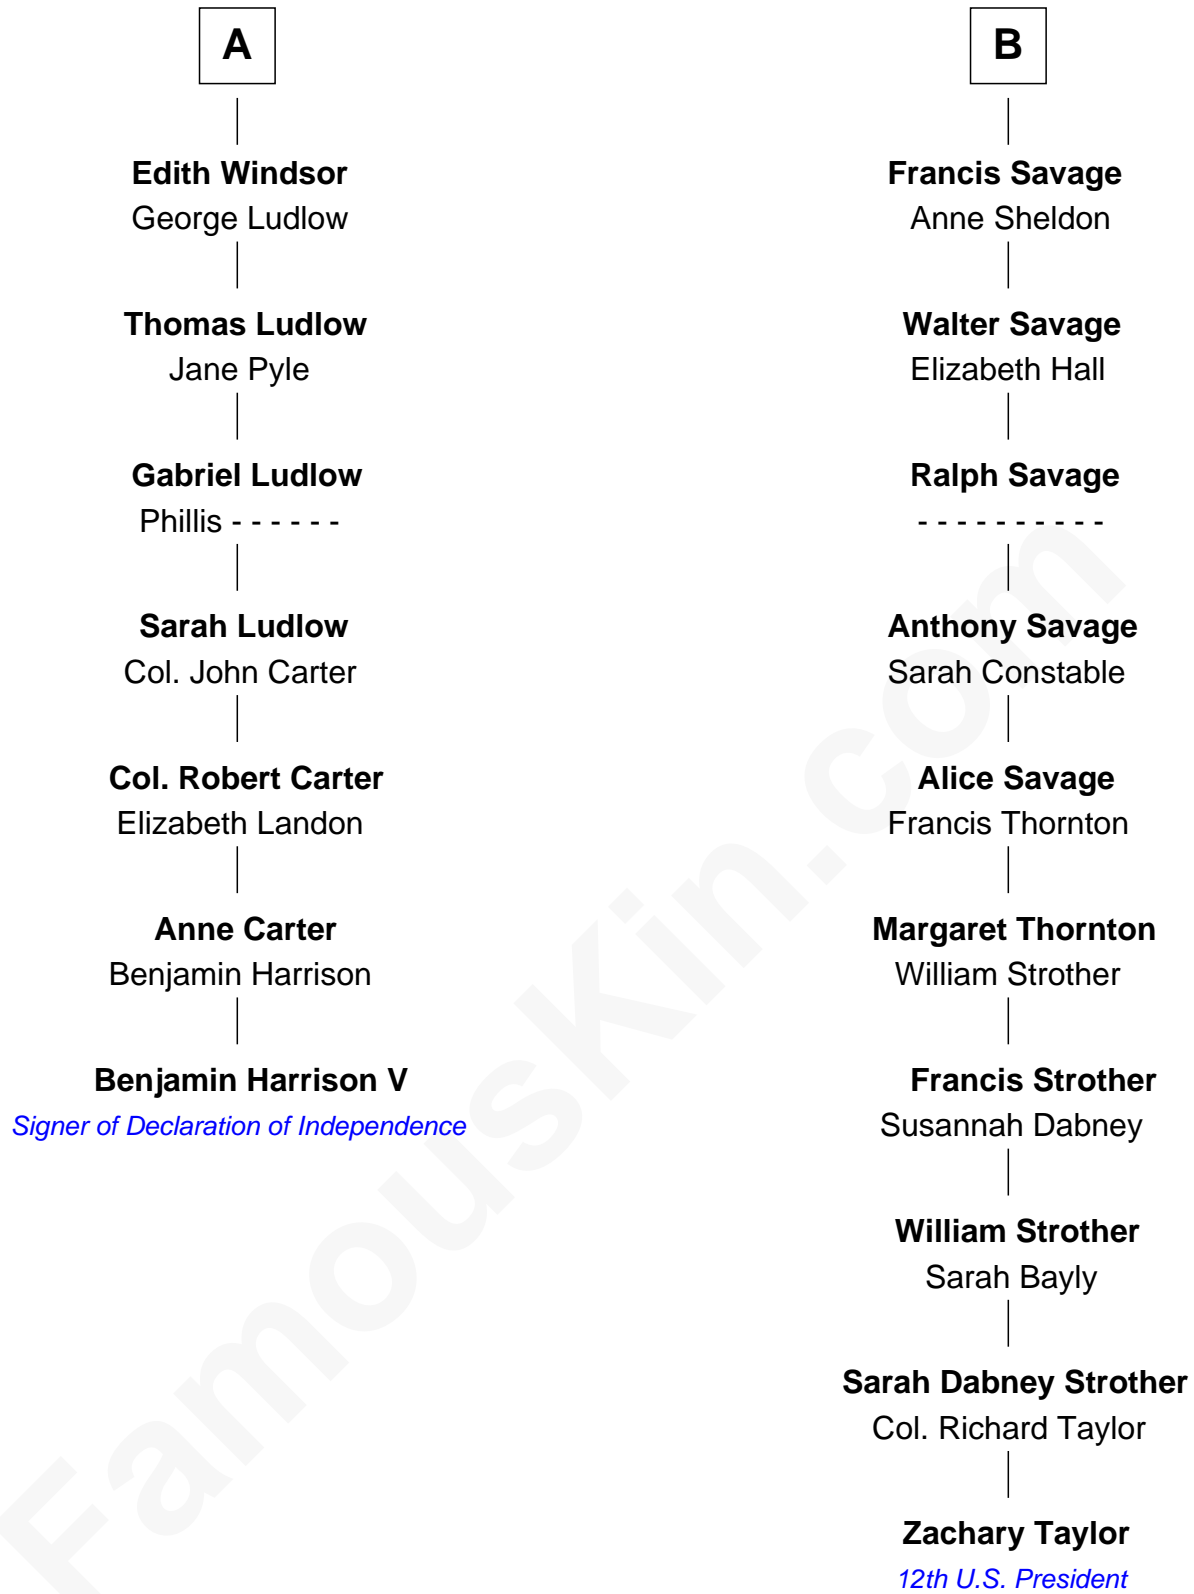 A
Edith Windsor
George Ludlow
Thomas Ludlow
Jane Pyle
Gabriel Ludlow
Phillis - - - - - -
Sarah Ludlow
Col. John Carter
Col. Robert Carter
Elizabeth Landon
Anne Carter
Benjamin Harrison
Benjamin Harrison V
Signer of Declaration of Independence
B
Francis Savage
Anne Sheldon
Walter Savage
Elizabeth Hall
Ralph Savage
- - - - - - - - - -
Anthony Savage
Sarah Constable
Alice Savage
Francis Thornton
Margaret Thornton
William Strother
Francis Strother
Susannah Dabney
William Strother
Sarah Bayly
Sarah Dabney Strother
Col. Richard Taylor
Zachary Taylor
12th U.S. President
FamousKin.com